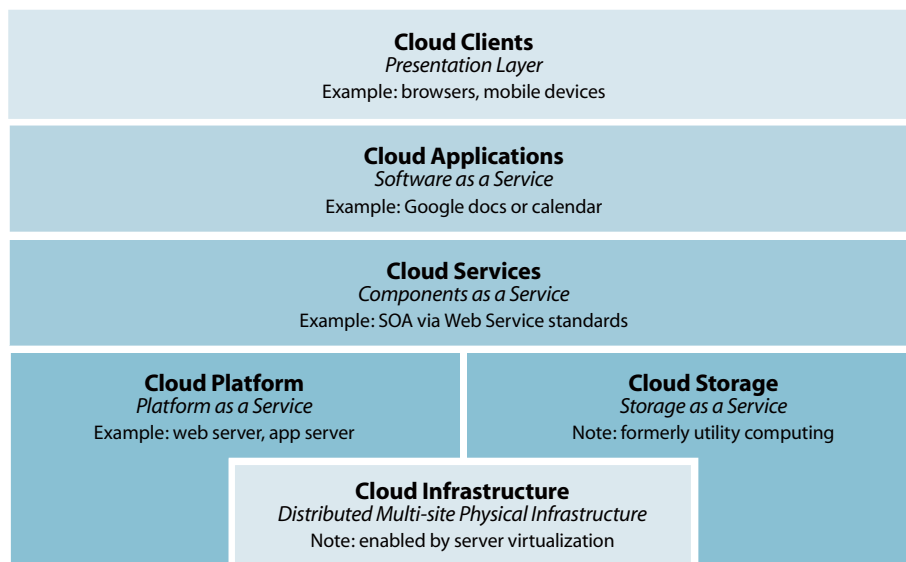 Cloud Clients
Presentation Layer
Example: browsers, mobile devices
Cloud Applications
Software as a Service
Example: Google docs or calendar
Cloud Services
Components as a Service
Example: SOA via Web Service standards
Cloud Platform
Platform as a Service
Example: web server, app server
Cloud Storage
Storage as a Service
Note: formerly utility computing
Cloud Infrastructure
Distributed Multi-site Physical Infrastructure
Note: enabled by server virtualization